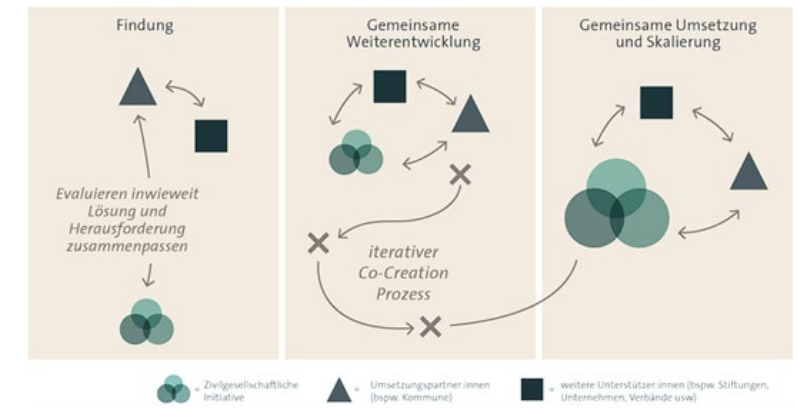 Findung
Evaluieren inwieweit
Lösung und
Herausforderung
zusammenpassen
Gemeinsame
Weiterentwicklung
iterativer
Co-Creation
Prozess
Gemeinsame Umsetzung
und Skalierung
= Zivilgesellschaftliche
Initiative
= Umsetzungspartner:innen
(bspw. Kommune)
= weitere Unterstützer:innen (bspw. Stiftungen,
Unternehmen, Verbände usw)